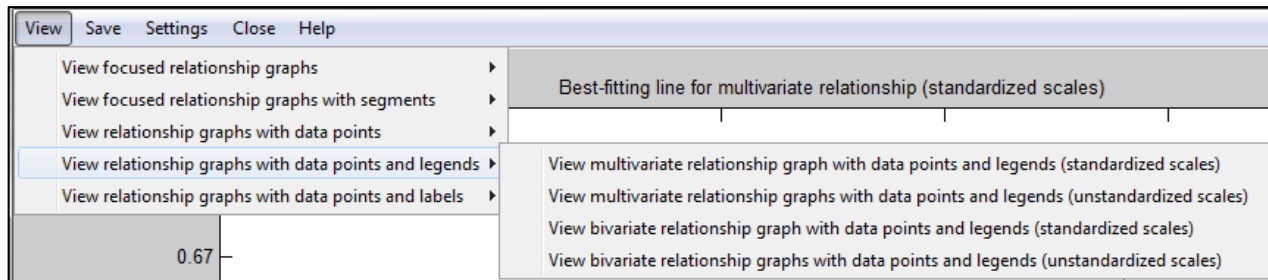 View Save Settings Close Help
View focused relationship graphs
View focused relationship graphs with segments
View relationship graphs with data points
View relationship graphs with data points and legends
View relationship graphs with data points and labels
Best-fitting line for multivariate relationship (standardized scales)
View multivariate relationship graph with data points and legends (standardized scales)
View multivariate relationship graphs with data points and legends (unstandardized scales)
View bivariate relationship graph with data points and legends (standardized scales)
View bivariate relationship graphs with data points and legends (unstandardized scales)
0.67